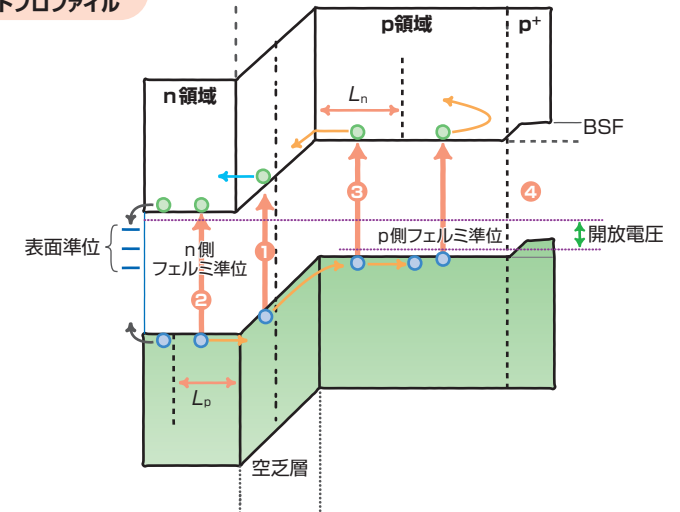 ドプロファイル
p領域
p⁺
n領域
Lₙ
BSF
❸
❹
表面準位
n側
フェルミ準位
❶
p側フェルミ準位
開放電圧
❷
Lₚ
空乏層